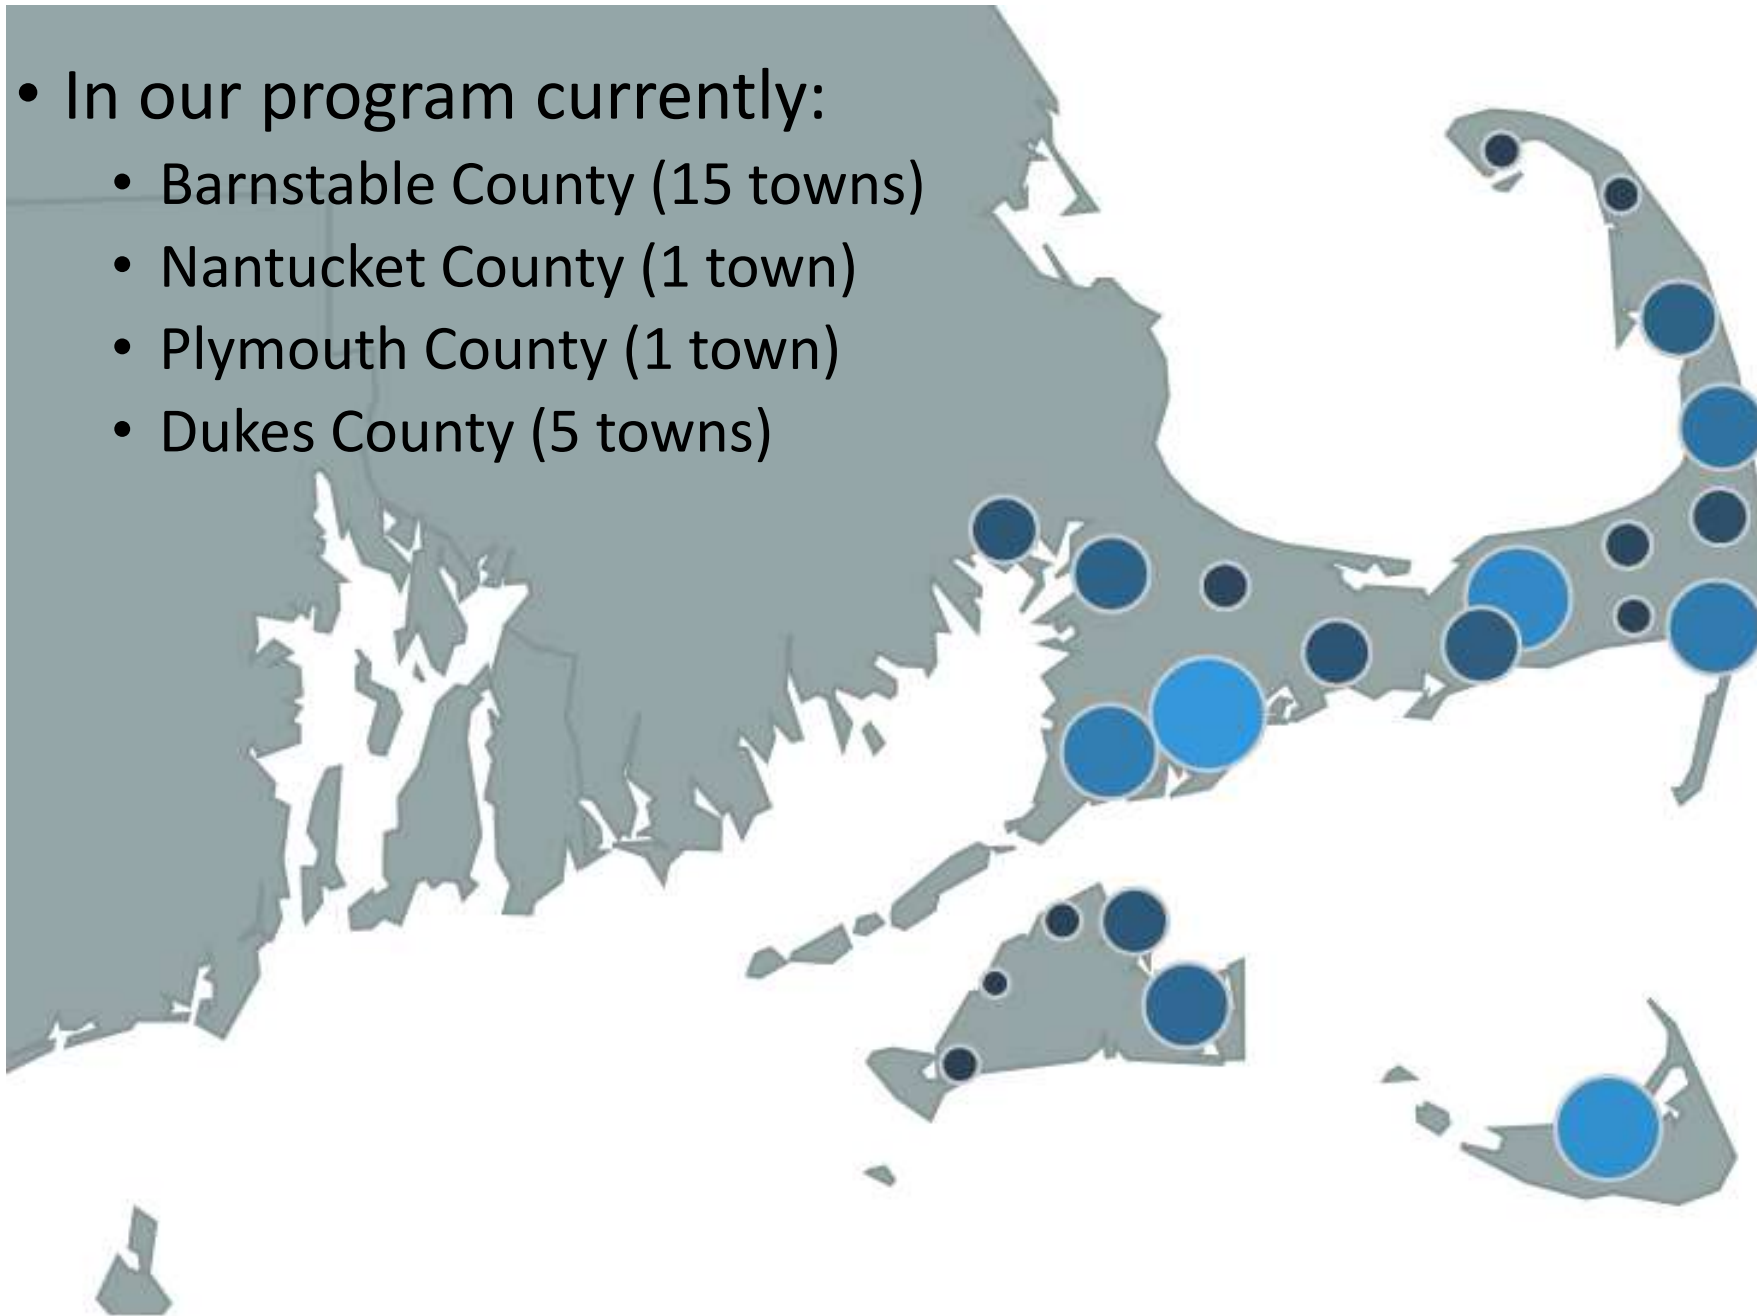 • In our program currently:
• Barnstable County (15 towns)
• Nantucket County (1 town)
• Plymouth County (1 town)
• Dukes County (5 towns)